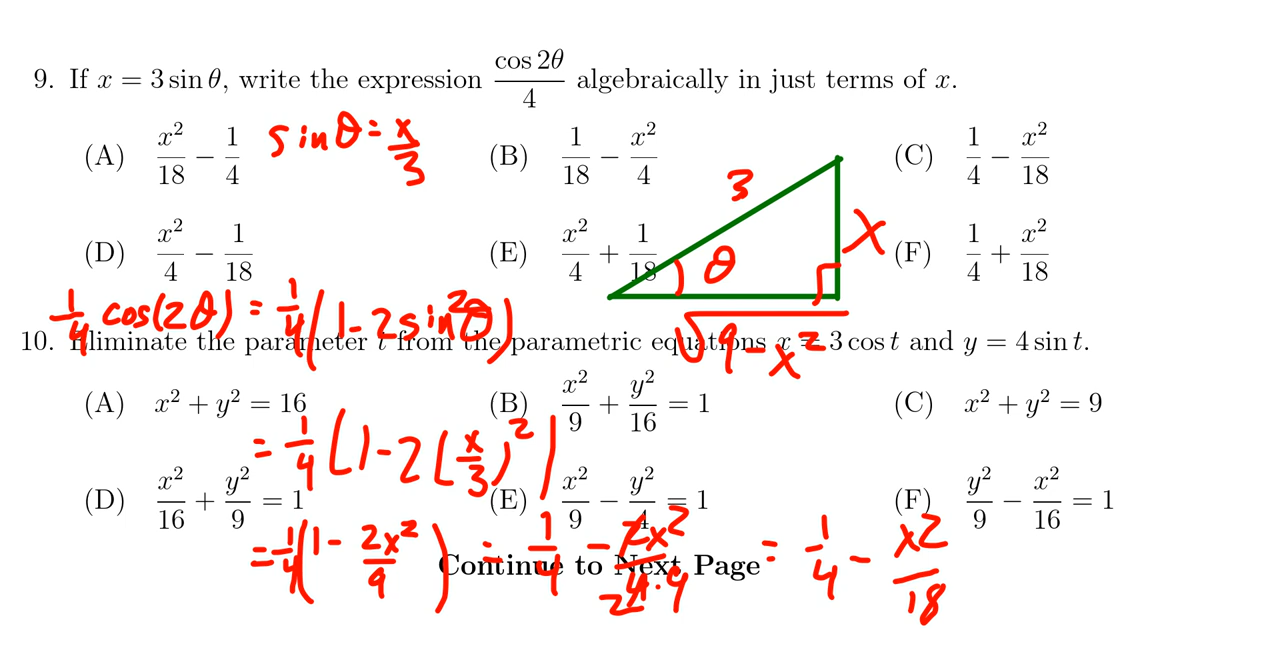 9. If x = 3 sin θ, write the expression cos 2θ/4 algebraically in just terms of x.
(A) x²/18 − 1/4 (B) 1/18 − x²/4 (C) 1/4 − x²/18
sin θ = x/3
3
x
θ
(D) x²/4 − 1/18 (E) x²/4 + 1/18 (F) 1/4 + x²/18
1/4 cos(2θ) = 1/4(1 − 2 sin²θ)
√(9 − x²)
10. Eliminate the parameter t from the parametric equations x = 3 cos t and y = 4 sin t.
(A) x² + y² = 16 (B) x²/9 + y²/16 = 1 (C) x² + y² = 9
= 1/4(1 − 2(x/3)²)
(D) x²/16 + y²/9 = 1 (E) x²/9 − y²/4 = 1 (F) y²/9 − x²/16 = 1
= 1/4(1 − 2x²/9) = 1/4 − 2x²/4·9 = 1/4 − x²/18
2
Continue to Next Page